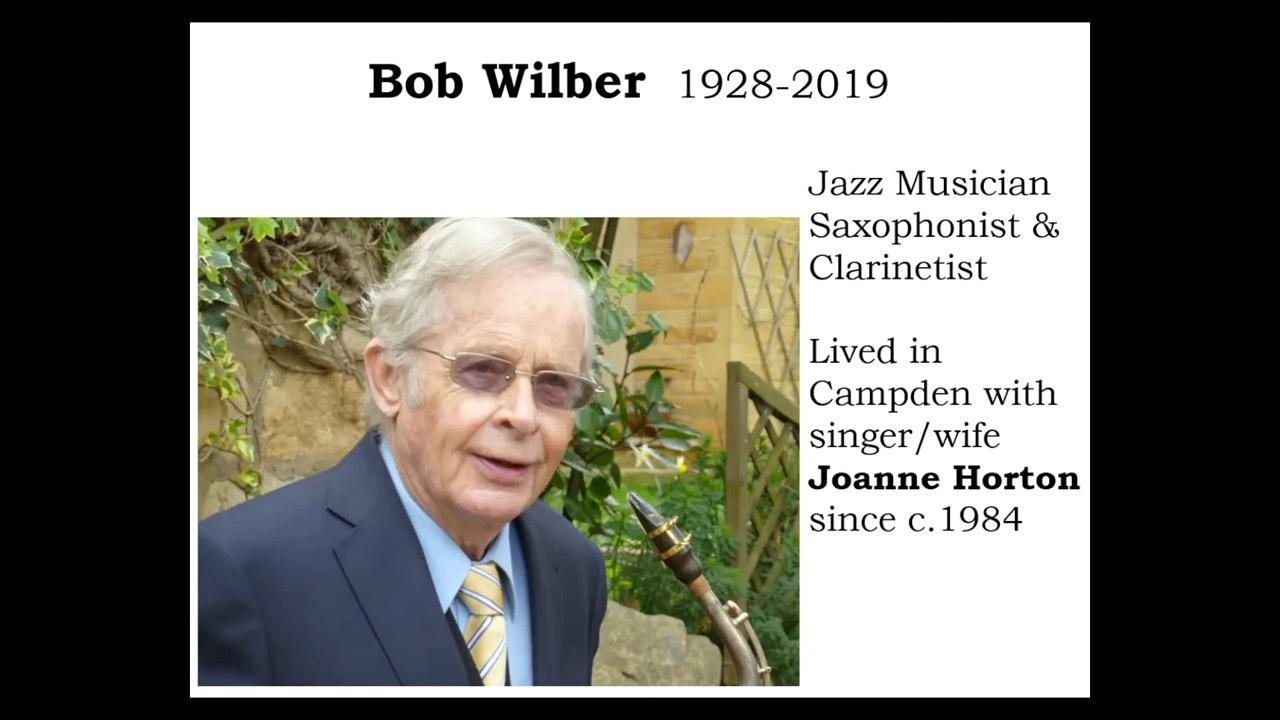 Bob Wilber 1928-2019
Jazz Musician
Saxophonist &
Clarinetist
Lived in
Campden with
singer/wife
Joanne Horton
since c.1984